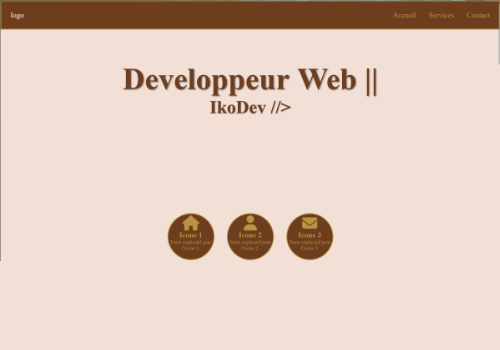 logo
Accueil Services Contact
Developpeur Web ||
IkoDev //>
Icone 1 Icone 2 Icone 3
Texte explicatif pour Texte explicatif pour Texte explicatif pour
l'icone 1. l'icone 2. l'icone 3.